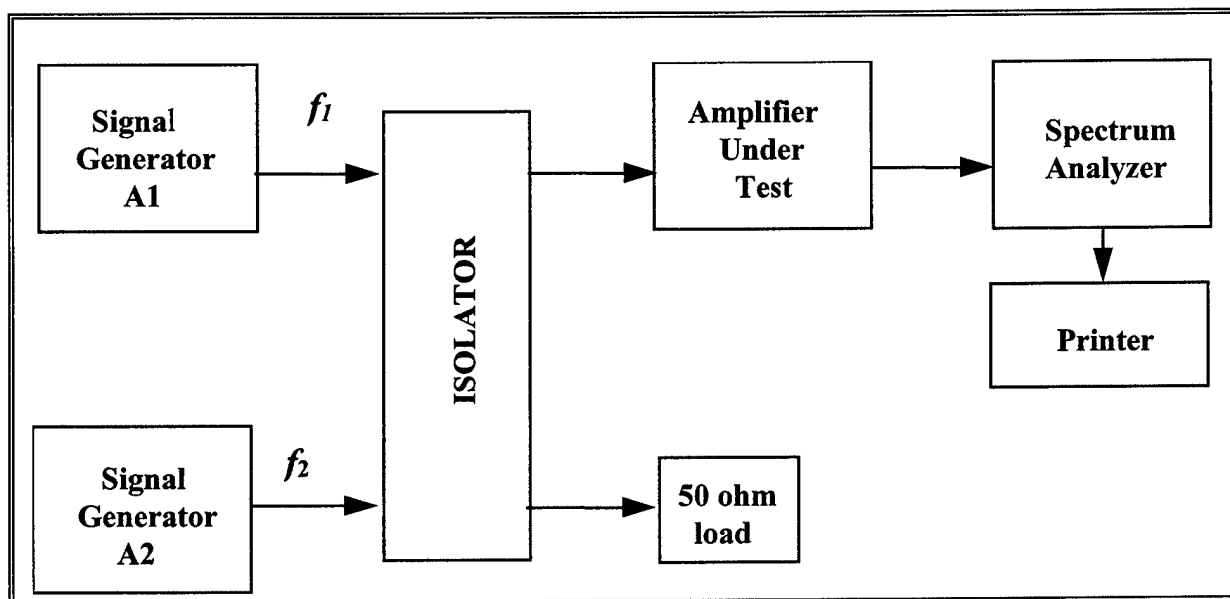 Signal
Generator
A1
f1
ISOLATOR
Amplifier
Under
Test
Spectrum
Analyzer
Printer
Signal
Generator
A2
f2
50 ohm
load